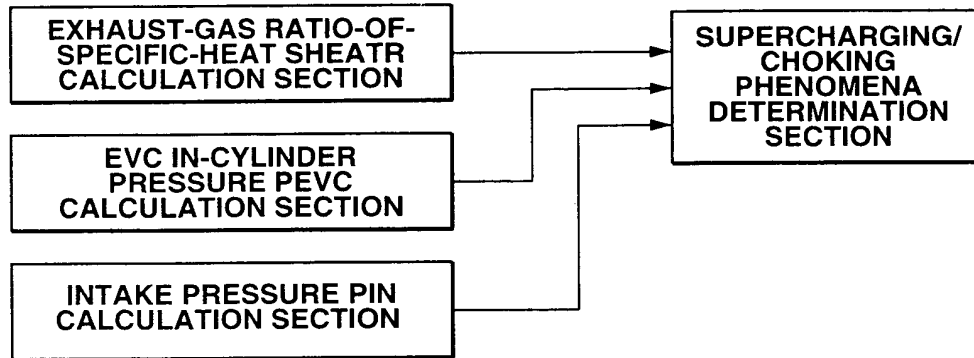 EXHAUST-GAS RATIO-OF-
SPECIFIC-HEAT SHEATR
CALCULATION SECTION
EVC IN-CYLINDER
PRESSURE PEVC
CALCULATION SECTION
INTAKE PRESSURE PIN
CALCULATION SECTION
SUPERCHARGING/
CHOKING
PHENOMENA
DETERMINATION
SECTION